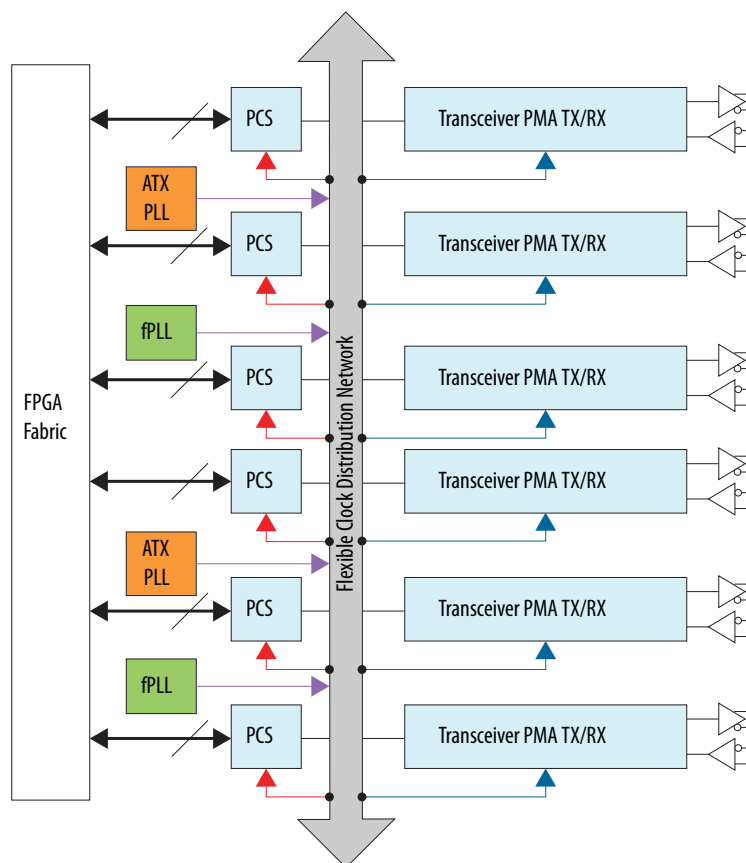 PCS
Transceiver PMA TX/RX
ATX
PLL
PCS
Transceiver PMA TX/RX
fPLL
PCS
Transceiver PMA TX/RX
FPGA
Fabric
Flexible Clock Distribution Network
PCS
Transceiver PMA TX/RX
ATX
PLL
PCS
Transceiver PMA TX/RX
fPLL
PCS
Transceiver PMA TX/RX